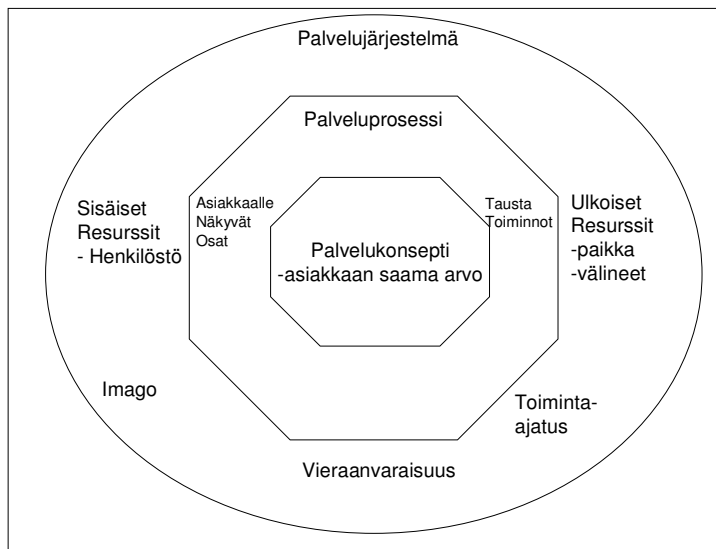 Palvelujärjestelmä
Palveluprosessi
Sisäiset
Resurssit
- Henkilöstö
Asiakkaalle
Näkyvät
Osat
Palvelukonsepti
-asiakkaan saama arvo
Tausta
Toiminnot
Ulkoiset
Resurssit
-paikka
-välineet
Imago
Toiminta-
ajatus
Vieraanvaraisuus